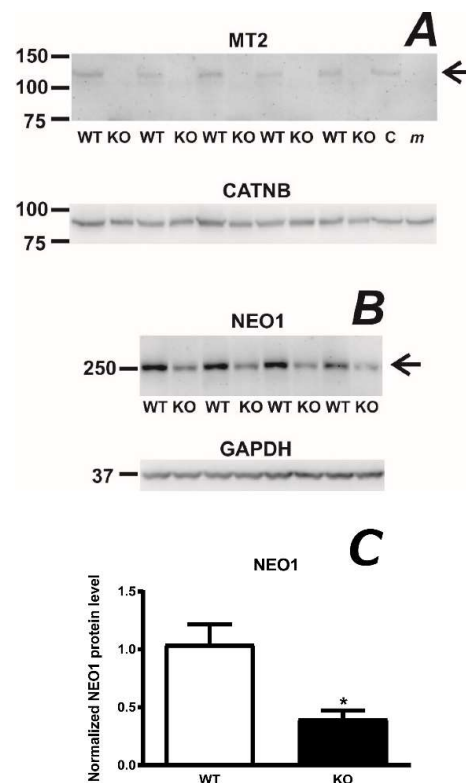 A
MT2
150
100
75
WT KO WT KO WT KO WT KO WT KO C m
CATNB
100
75
B
NEO1
250
WT KO WT KO WT KO WT KO
GAPDH
37
C
NEO1
Normalized NEO1 protein level
1.5
1.0
0.5
0.0
*
WT KO